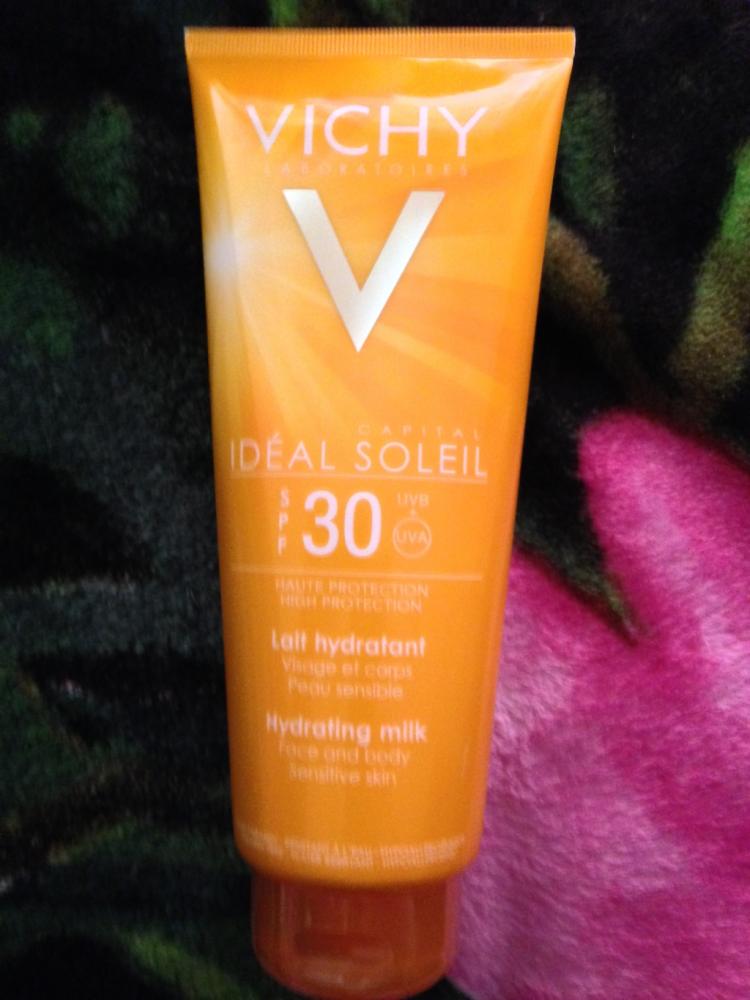 VICHY
LABORATOIRES
V
CAPITAL
IDÉAL SOLEIL
SPF 30 UVB + UVA
HAUTE PROTECTION
HIGH PROTECTION
Lait hydratant
Visage et corps
Peau sensible
Hydrating milk
Face and body
Sensitive skin